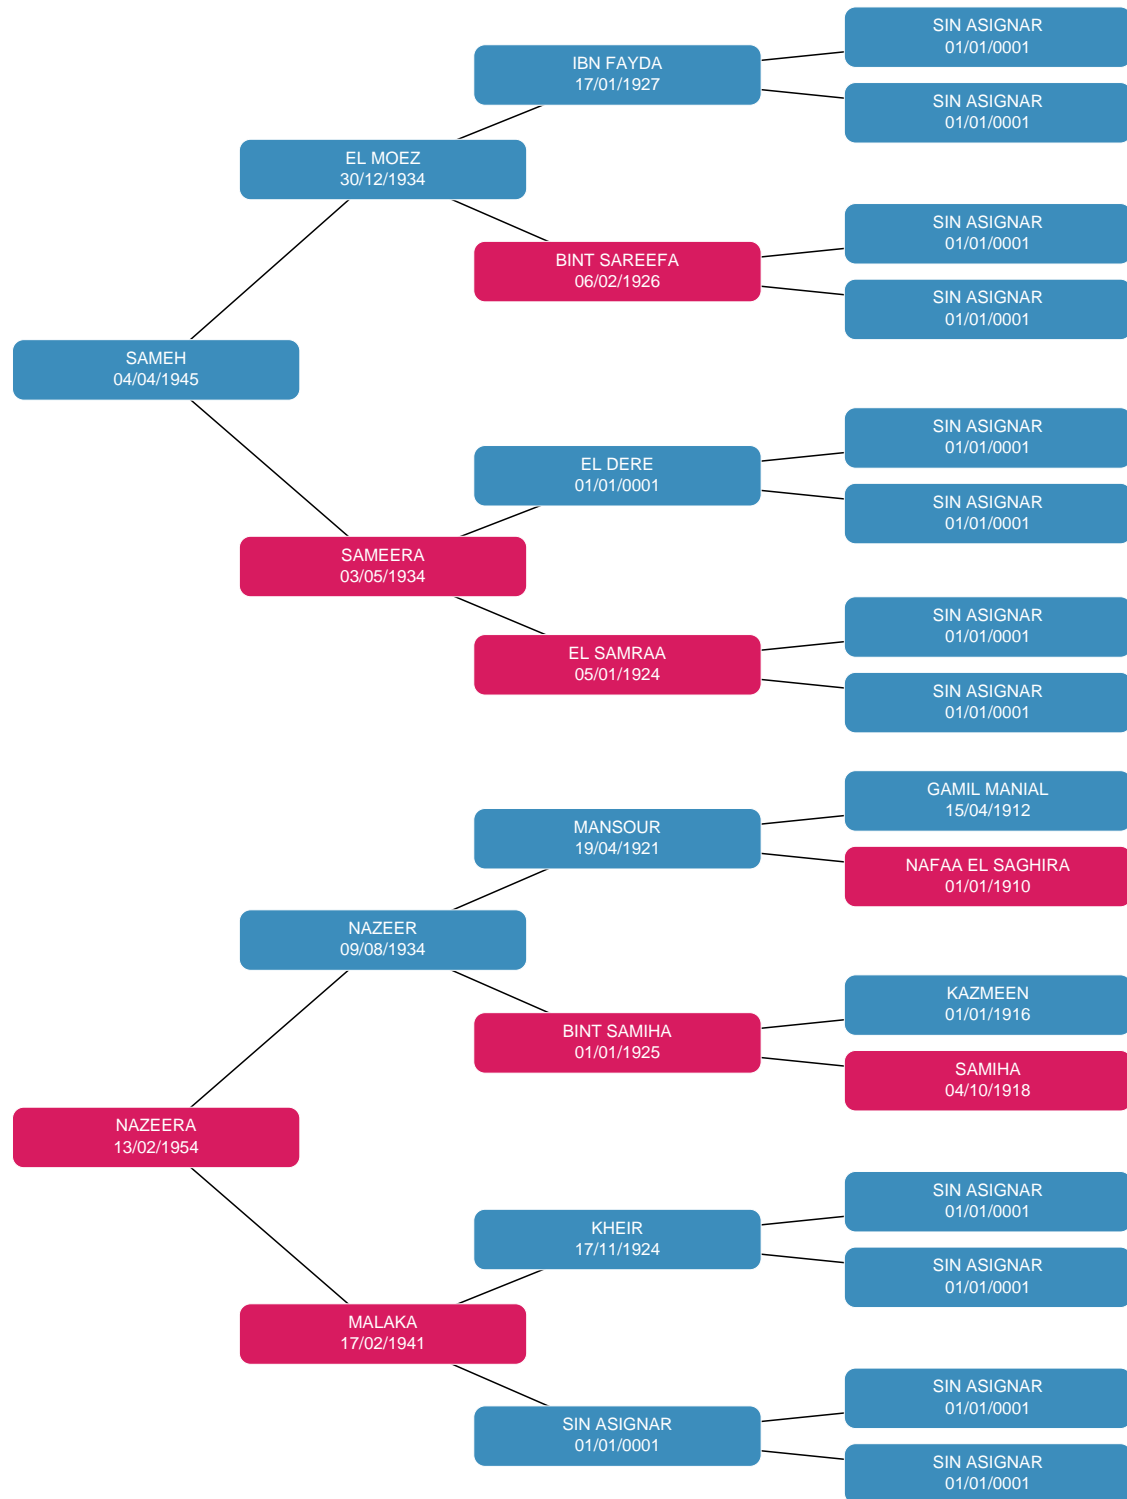 SIN ASIGNAR
01/01/0001
IBN FAYDA
17/01/1927
SIN ASIGNAR
01/01/0001
EL MOEZ
30/12/1934
SIN ASIGNAR
01/01/0001
BINT SAREEFA
06/02/1926
SIN ASIGNAR
01/01/0001
SAMEH
04/04/1945
SIN ASIGNAR
01/01/0001
EL DERE
01/01/0001
SIN ASIGNAR
01/01/0001
SAMEERA
03/05/1934
SIN ASIGNAR
01/01/0001
EL SAMRAA
05/01/1924
SIN ASIGNAR
01/01/0001
GAMIL MANIAL
15/04/1912
MANSOUR
19/04/1921
NAFAA EL SAGHIRA
01/01/1910
NAZEER
09/08/1934
KAZMEEN
01/01/1916
BINT SAMIHA
01/01/1925
SAMIHA
04/10/1918
NAZEERA
13/02/1954
SIN ASIGNAR
01/01/0001
KHEIR
17/11/1924
SIN ASIGNAR
01/01/0001
MALAKA
17/02/1941
SIN ASIGNAR
01/01/0001
SIN ASIGNAR
01/01/0001
SIN ASIGNAR
01/01/0001